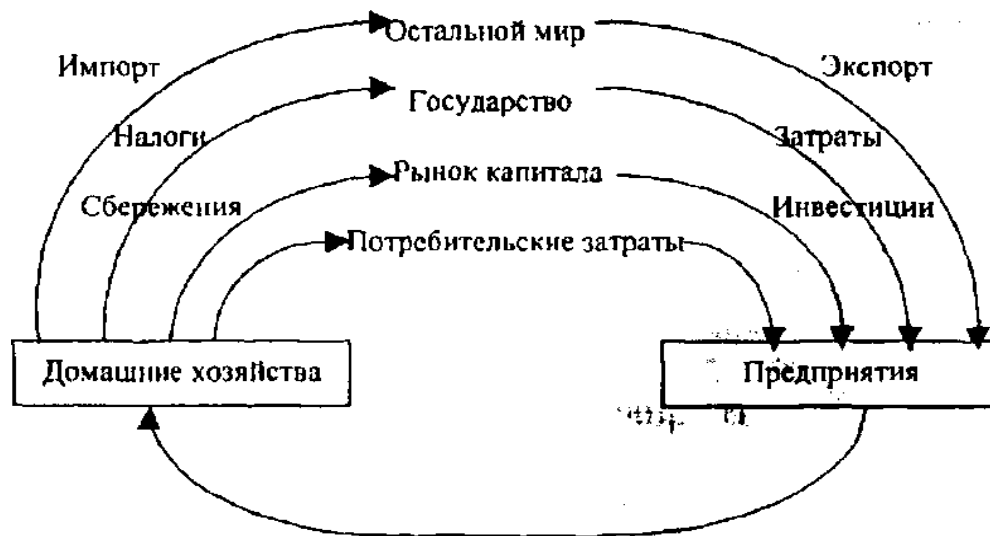 Остальной мир
Импорт
Экспорт
Государство
Налоги
Затраты
Рынок капитала
Сбережения
Инвестиции
Потребительские затраты
Домашние хозяйства
Предприятия